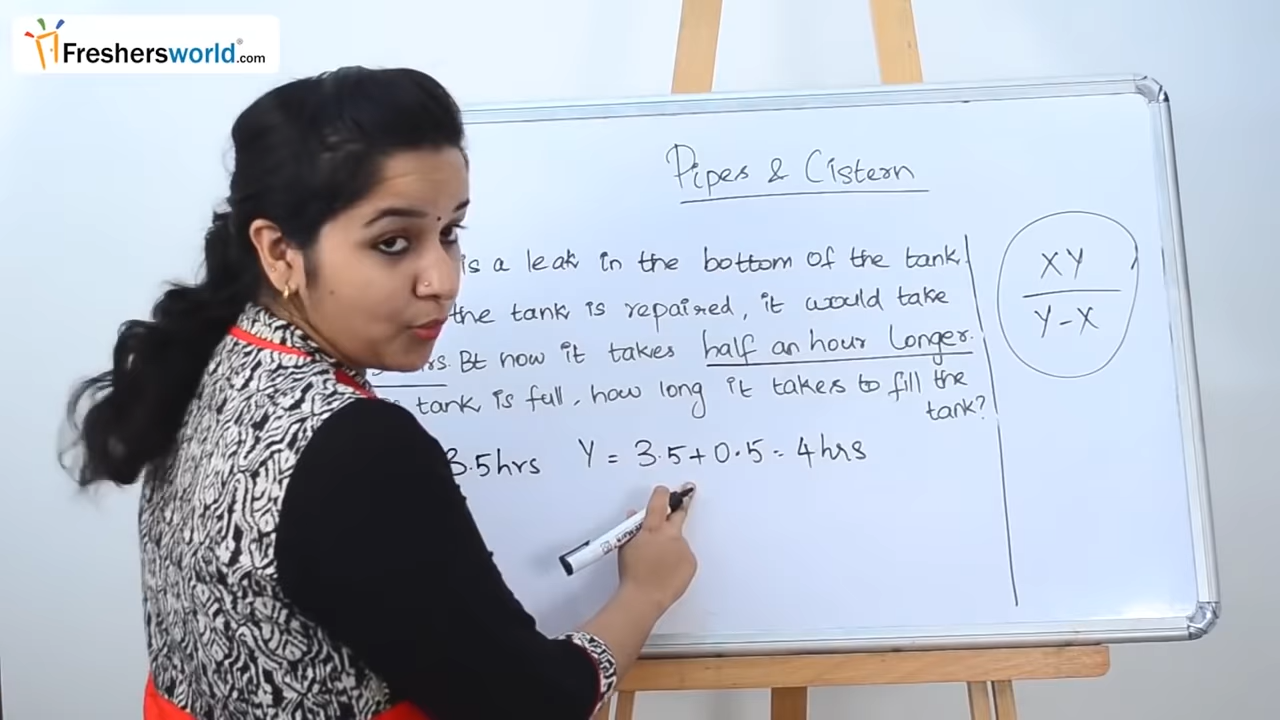 Freshersworld.com
Pipes & Cistern
is a leak in the bottom of the tank.
the tank is repaired, it would take
hrs. Bt now it takes half an hour longer.
tank is full, how long it takes to fill the
tank?
3.5hrs Y = 3.5+0.5=4hrs
XY
Y-X